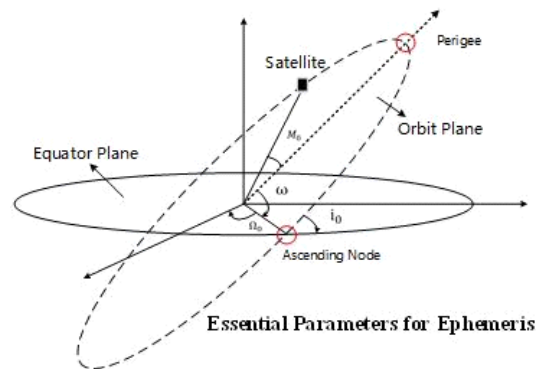 Perigee
Satellite
Orbit Plane
M₀
Equator Plane
ω
i₀
Ω₀
Ascending Node
Essential Parameters for Ephemeris